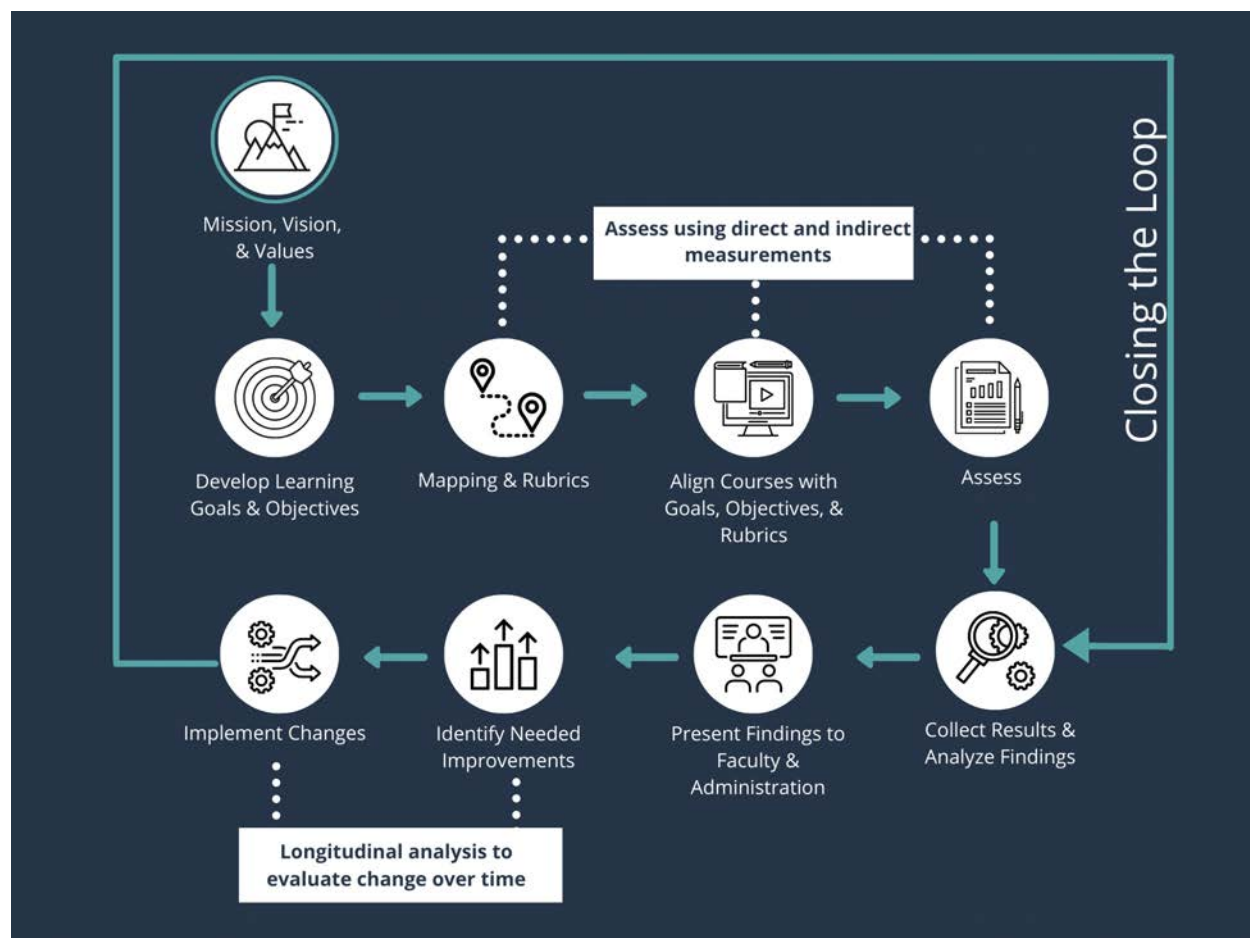 Closing the Loop
Mission, Vision,
& Values
Assess using direct and indirect
measurements
Develop Learning
Goals & Objectives
Mapping & Rubrics
Align Courses with
Goals, Objectives, &
Rubrics
Assess
Collect Results &
Analyze Findings
Present Findings to
Faculty &
Administration
Identify Needed
Improvements
Implement Changes
Longitudinal analysis to
evaluate change over time